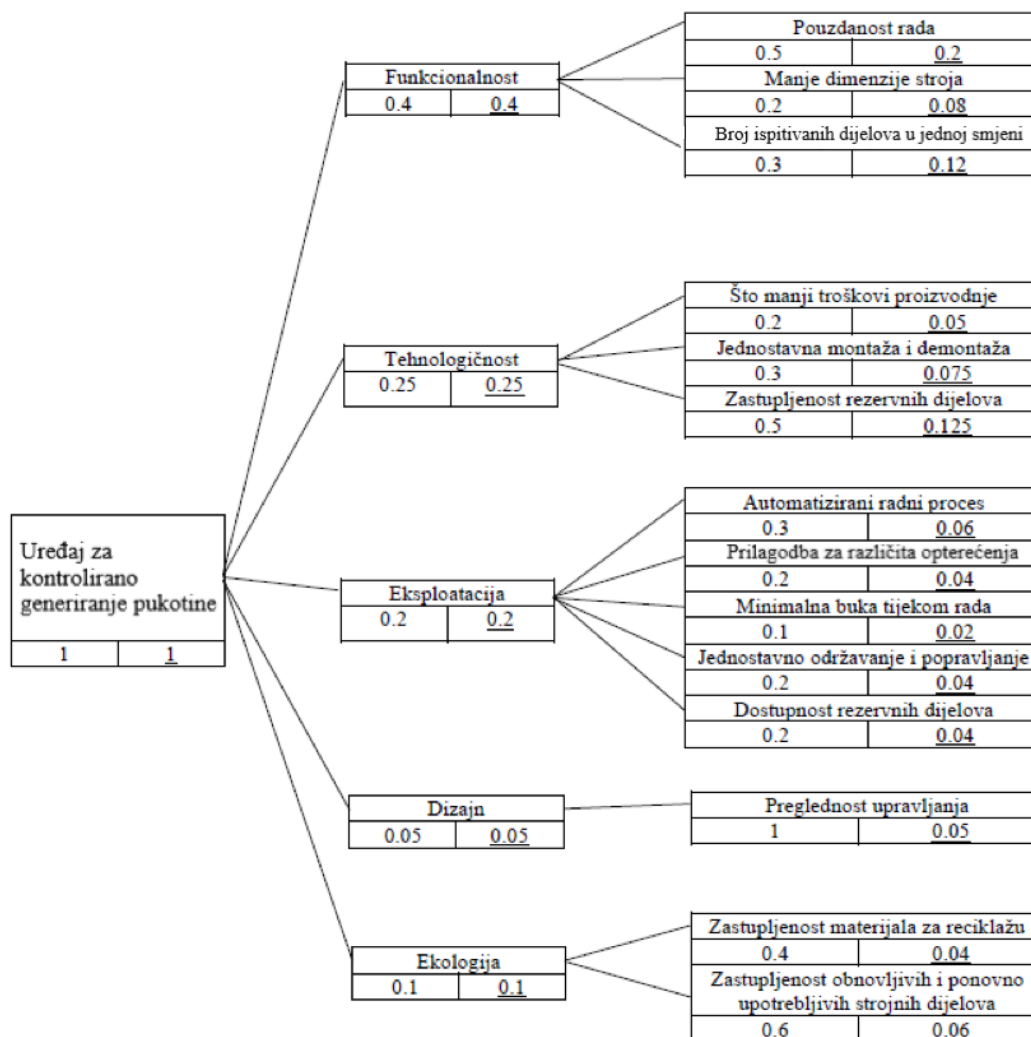 Uređaj za
kontrolirano
generiranje pukotine
1 1
Funkcionalnost
0.4 0.4
Pouzdanost rada
0.5 0.2
Manje dimenzije stroja
0.2 0.08
Broj ispitivanih dijelova u jednoj smjeni
0.3 0.12
Tehnologičnost
0.25 0.25
Što manji troškovi proizvodnje
0.2 0.05
Jednostavna montaža i demontaža
0.3 0.075
Zastupljenost rezervnih dijelova
0.5 0.125
Eksploatacija
0.2 0.2
Automatizirani radni proces
0.3 0.06
Prilagodba za različita opterećenja
0.2 0.04
Minimalna buka tijekom rada
0.1 0.02
Jednostavno održavanje i popravljanje
0.2 0.04
Dostupnost rezervnih dijelova
0.2 0.04
Dizajn
0.05 0.05
Preglednost upravljanja
1 0.05
Ekologija
0.1 0.1
Zastupljenost materijala za reciklažu
0.4 0.04
Zastupljenost obnovljivih i ponovno
upotrebljivih strojnih dijelova
0.6 0.06